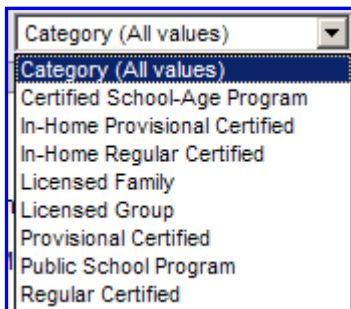 Category (All values)
Category (All values)
Certified School-Age Program
In-Home Provisional Certified
In-Home Regular Certified
Licensed Family
Licensed Group
Provisional Certified
Public School Program
Regular Certified